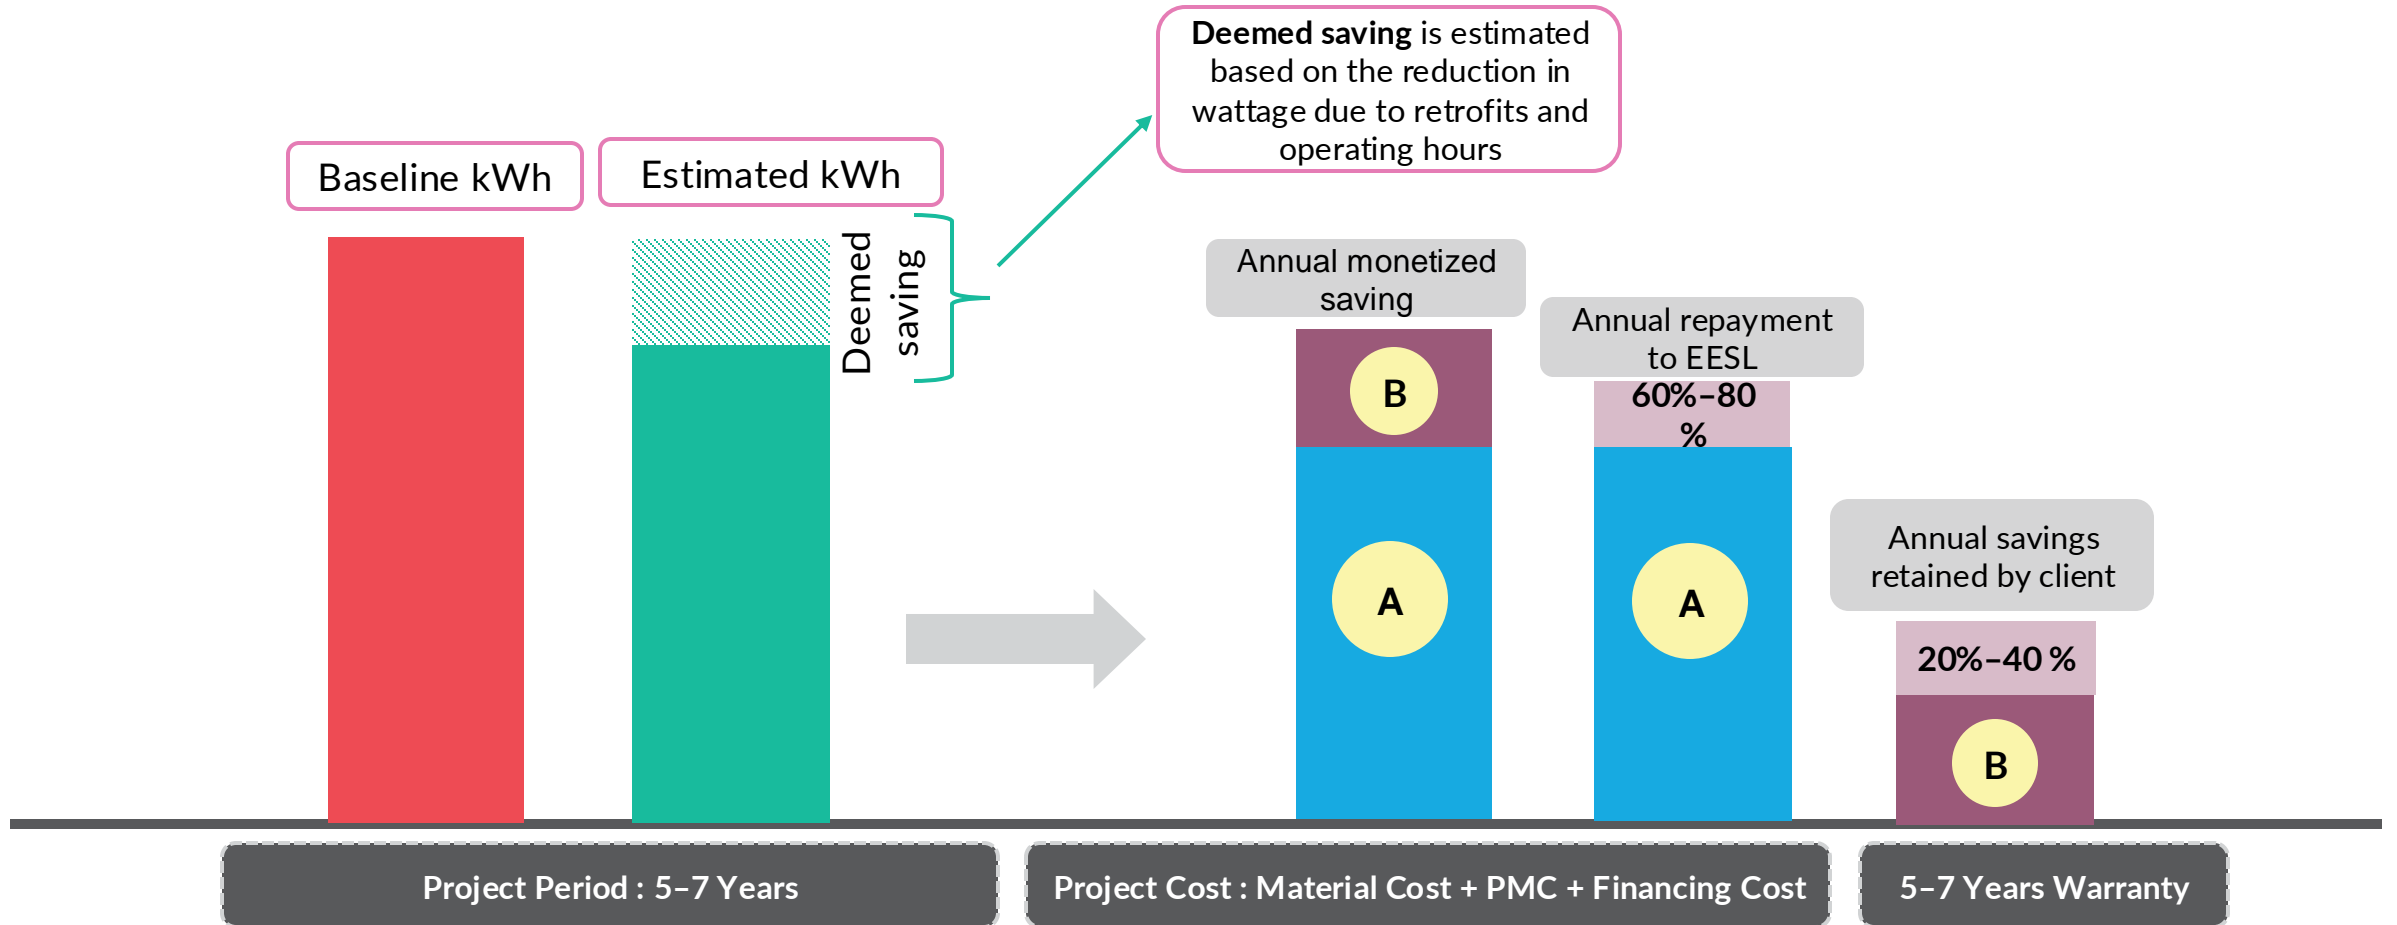 Deemed saving is estimated
based on the reduction in
wattage due to retrofits and
operating hours
Baseline kWh
Estimated kWh
Deemed
saving
Annual monetized
saving
Annual repayment
to EESL
60%–80
%
B
A
A
Annual savings
retained by client
20%–40 %
B
Project Period : 5–7 Years
Project Cost : Material Cost + PMC + Financing Cost
5–7 Years Warranty